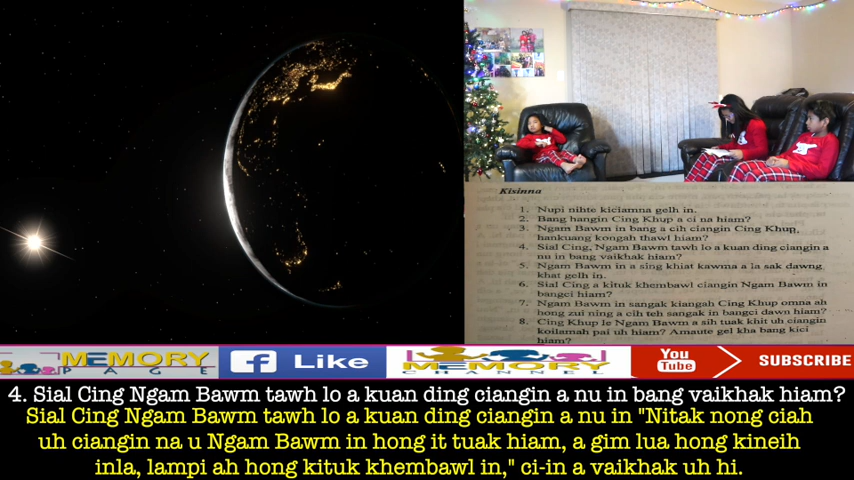 Kisinna
1. Nupi nihte kiciamna gelh in.
2. Bang hangin Cing Khup a ci na hiam?
3. Ngam Bawm in bang a cih ciangin Cing Khup,
hankuang kongah thawl hiam?
4. Sial Cing, Ngam Bawm tawh lo a kuan ding ciangin a
nu in bang vaikhak hiam?
5. Ngam Bawm in a sing khiat kawma a la sak dawng
khat gelh in.
6. Sial Cing a kituk khembawl ciangin Ngam Bawm in
bangci hiam?
7. Ngam Bawm in sangak kiangah Cing Khup omna ah
hong zui ning a cih teh sangak in bangci dawn hiam?
8. Cing Khup le Ngam Bawm a sih tuak khit uh ciangin
koilamah pai uh hiam? Amaute gel kha bang kici
hiam?
MEMORY
PAGE
f Like
MEMORY
CHANNEL
You
Tube
SUBSCRIBE
4. Sial Cing Ngam Bawm tawh lo a kuan ding ciangin a nu in bang vaikhak hiam?
Sial Cing Ngam Bawm tawh lo a kuan ding ciangin a nu in "Nitak nong ciah
uh ciangin na u Ngam Bawm in hong it tuak hiam, a gim lua hong kineih
inla, lampi ah hong kituk khembawl in," ci-in a vaikhak uh hi.